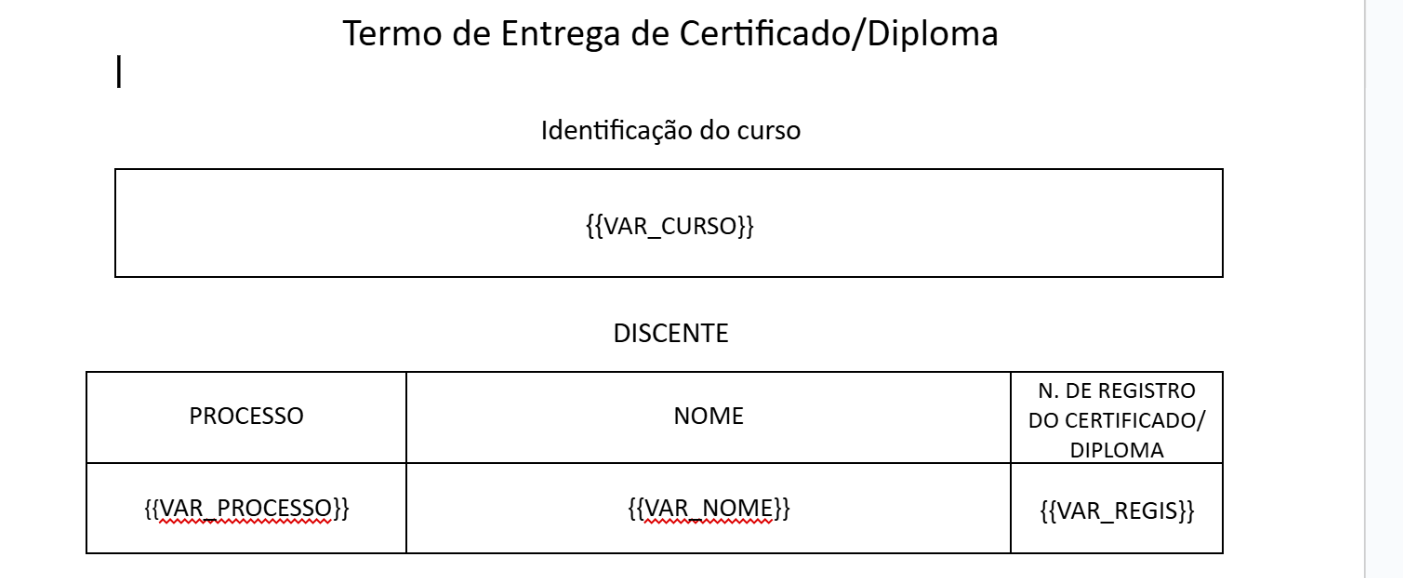 Termo de Entrega de Certificado/Diploma
Identificação do curso
{{VAR_CURSO}}
DISCENTE
PROCESSO
NOME
N. DE REGISTRO
DO CERTIFICADO/
DIPLOMA
{{VAR_PROCESSO}}
{{VAR_NOME}}
{{VAR_REGIS}}